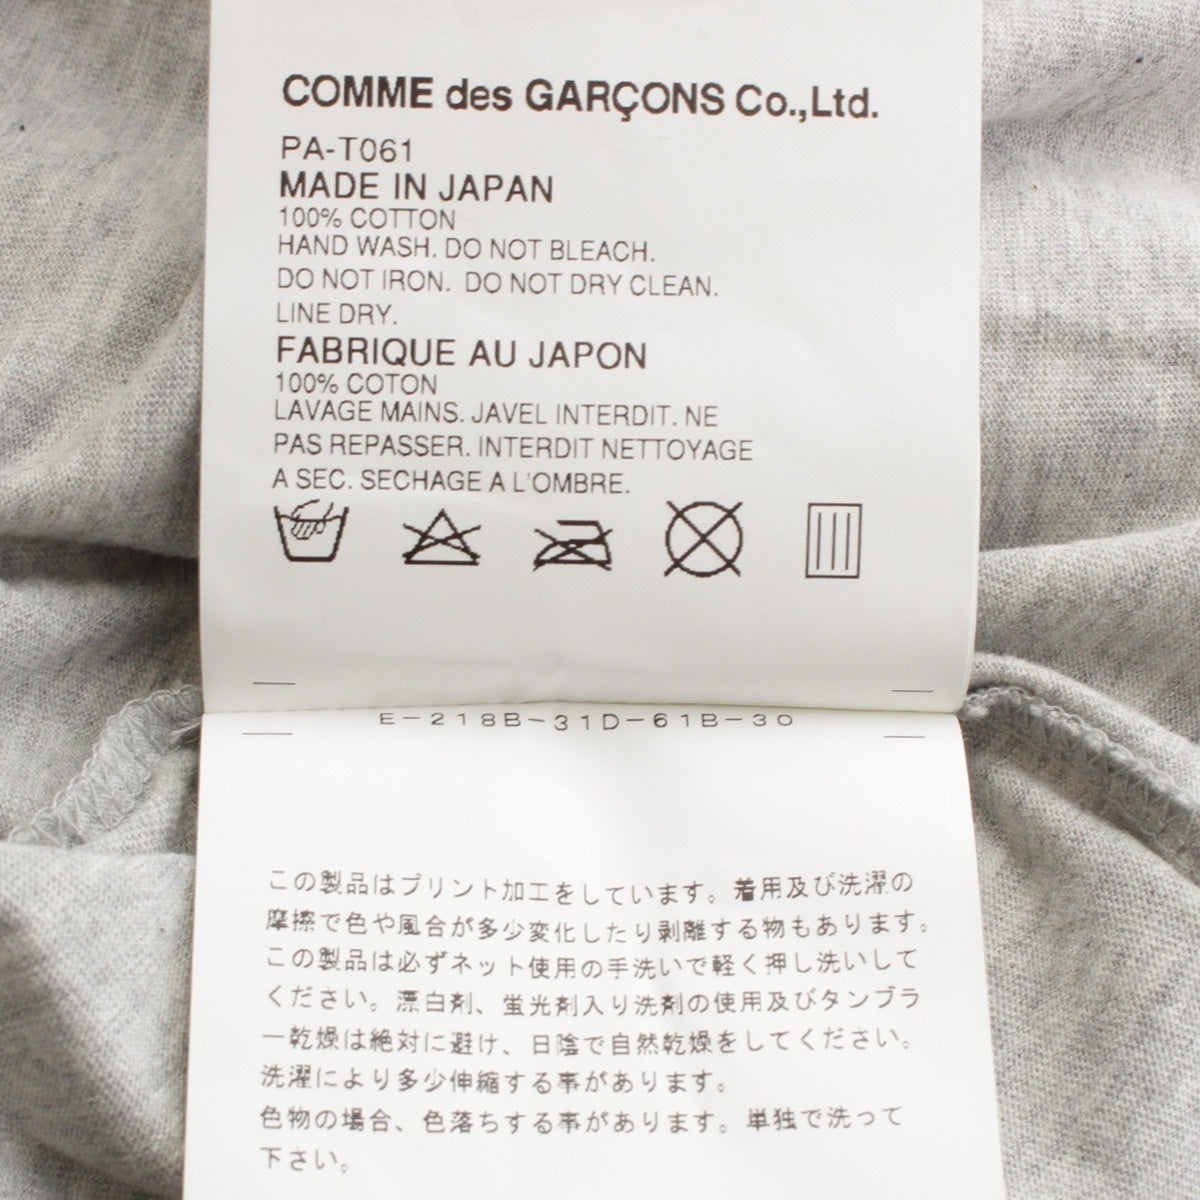 COMME des GARÇONS Co.,Ltd.
PA-T061
MADE IN JAPAN
100% COTTON
HAND WASH. DO NOT BLEACH.
DO NOT IRON. DO NOT DRY CLEAN.
LINE DRY.
FABRIQUE AU JAPON
100% COTON
LAVAGE MAINS. JAVEL INTERDIT. NE
PAS REPASSER. INTERDIT NETTOYAGE
A SEC. SECHAGE A L'OMBRE.
E-218B-31D-61B-30
この製品はプリント加工をしています。着用及び洗濯の
摩擦で色や風合が多少変化したり剥離する物もあります。
この製品は必ずネット使用の手洗いで軽く押し洗いして
ください。漂白剤、蛍光剤入り洗剤の使用及びタンブラ
ー乾燥は絶対に避け、日陰で自然乾燥をしてください。
洗濯により多少伸縮する事があります。
色物の場合、色落ちする事があります。単独で洗って
下さい。